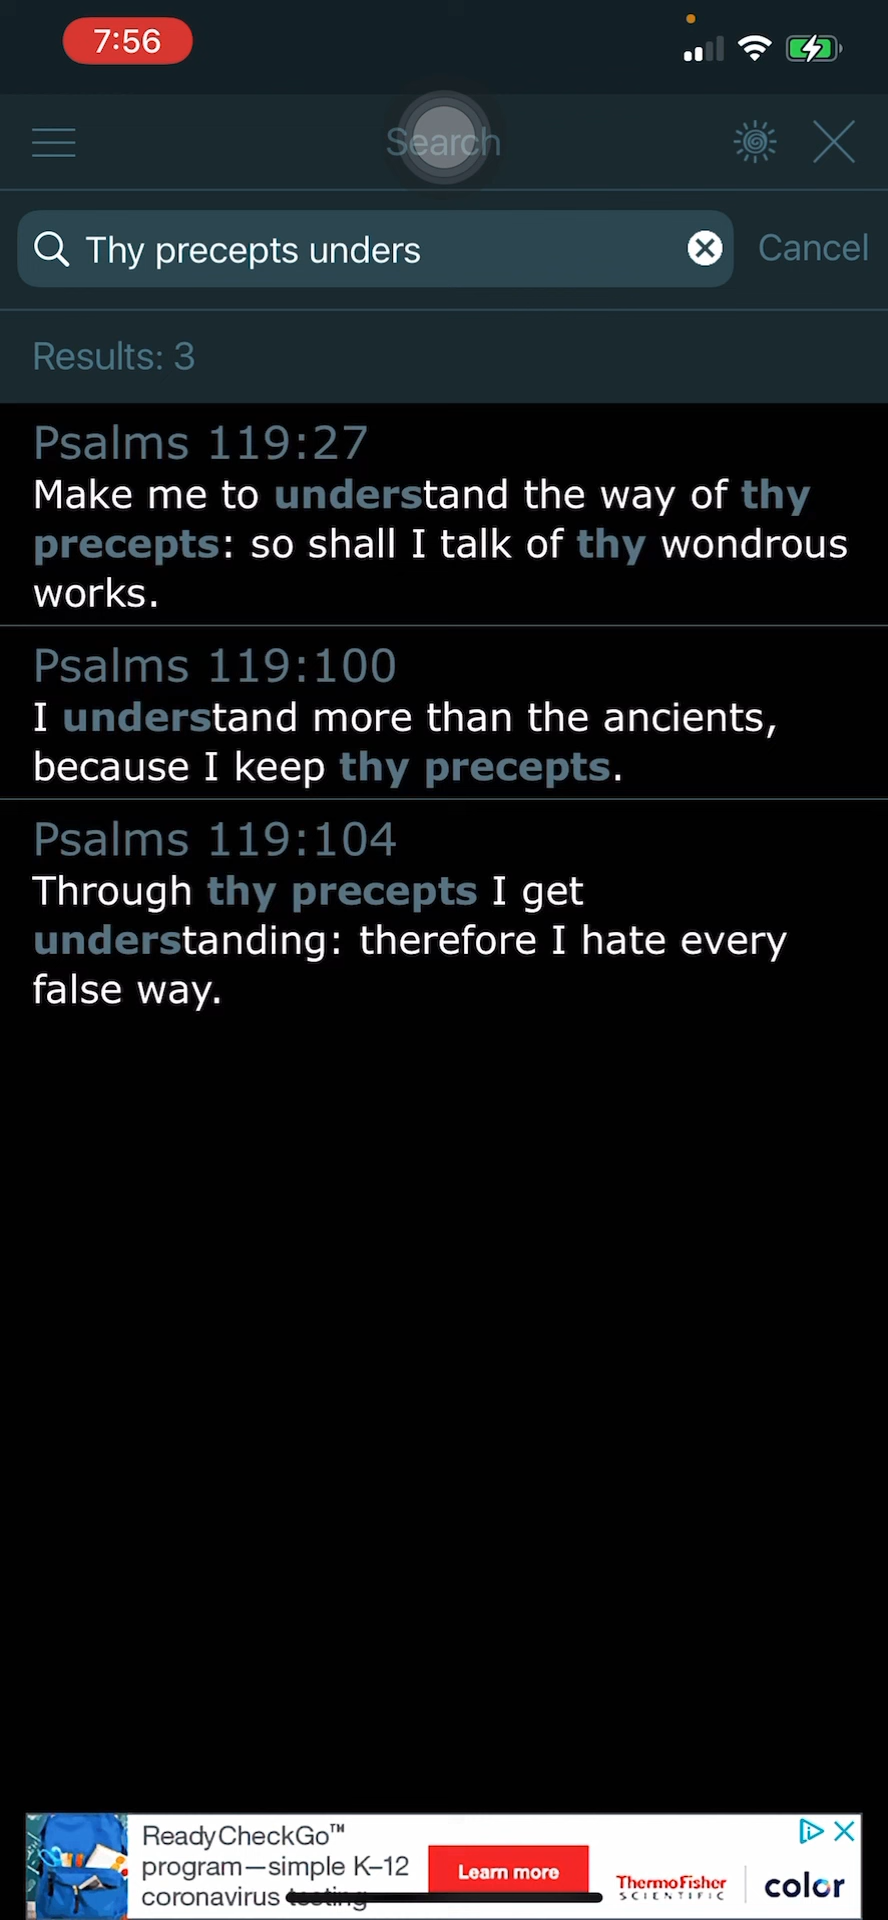 7:56
Search
Thy precepts unders
Cancel
Results: 3
Psalms 119:27
Make me to understand the way of thy
precepts: so shall I talk of thy wondrous
works.
Psalms 119:100
I understand more than the ancients,
because I keep thy precepts.
Psalms 119:104
Through thy precepts I get
understanding: therefore I hate every
false way.
ReadyCheckGo™
program—simple K–12
coronavirus testing
Learn more
ThermoFisher
SCIENTIFIC
color